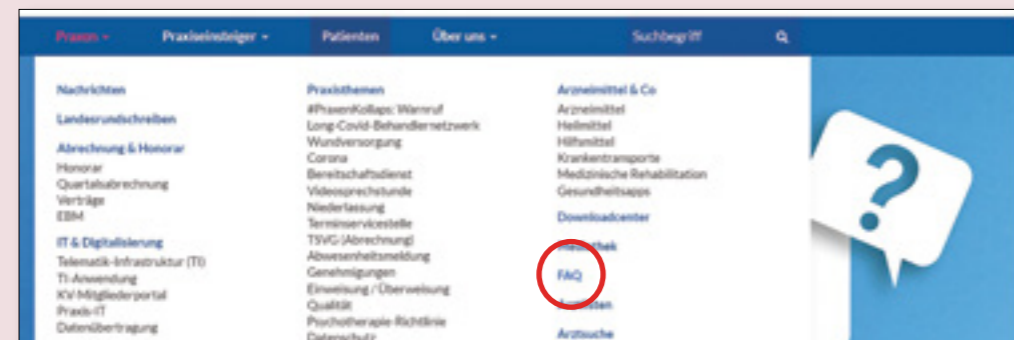 Praxen
Praxiseinsteiger
Patienten
Über uns
Suchbegriff
Nachrichten
Landesrundschreiben
Abrechnung & Honorar
Honorar
Quartalsabrechnung
Verträge
EBM
IT & Digitalisierung
Telematik-Infrastruktur (TI)
TI-Anwendung
KV-Mitgliederportal
Praxis-IT
Datenübertragung
Praxisthemen
#PraxenKollaps: Warnruf
Long-Covid-Behandlernetzwerk
Wundversorgung
Corona
Bereitschaftsdienst
Videosprechstunde
Niederlassung
Terminservicestelle
TSVG (Abrechnung)
Abwesenheitsmeldung
Genehmigungen
Einweisung / Überweisung
Qualität
Psychotherapie-Richtlinie
Datenschutz
Arzneimittel & Co
Arzneimittel
Heilmittel
Hilfsmittel
Krankentransporte
Medizinische Rehabilitation
Gesundheitsapps
Downloadcenter
Mediathek
FAQ
Arztsuche
?